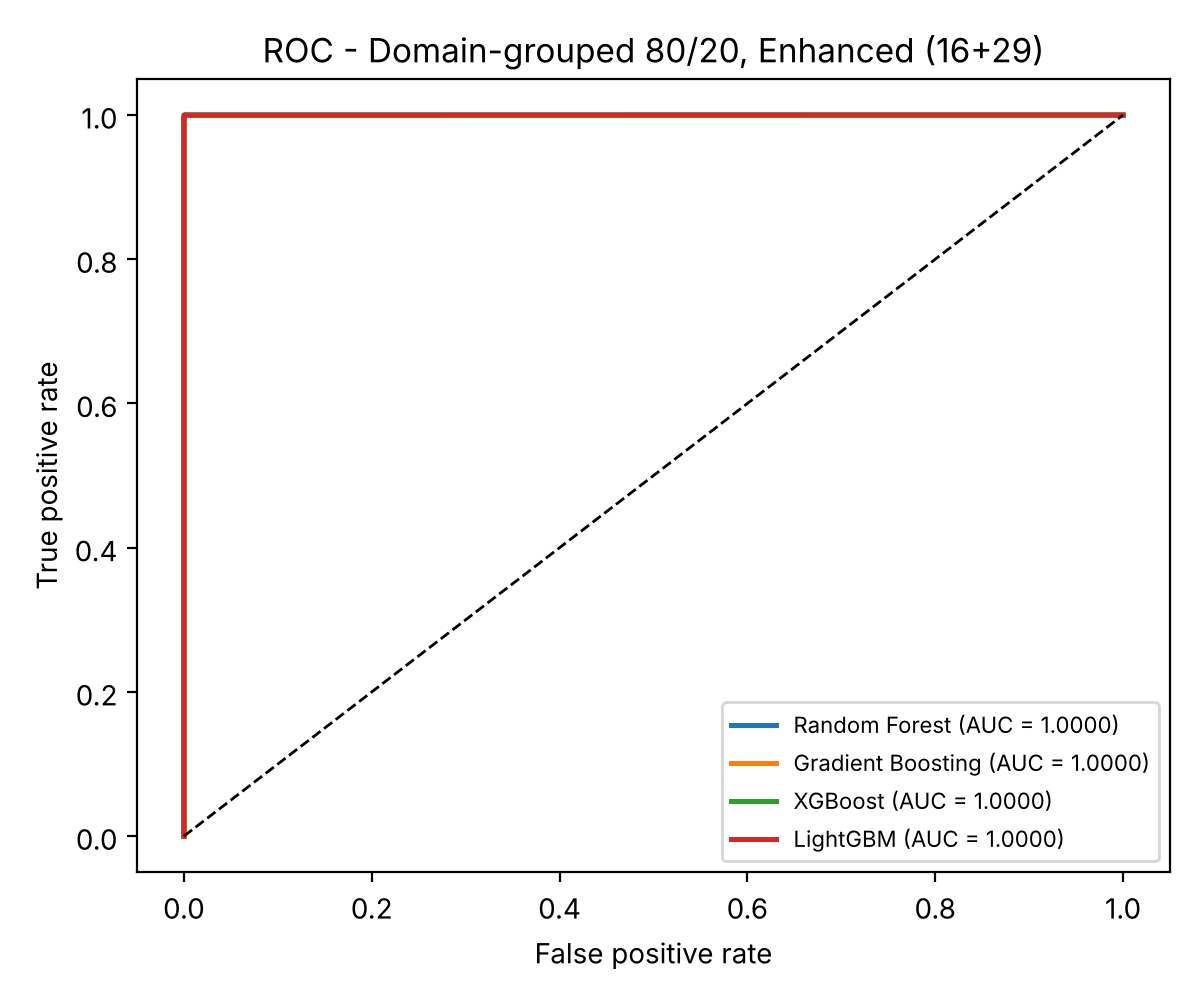 ROC - Domain-grouped 80/20, Enhanced (16+29)
True positive rate
1.0
0.8
0.6
0.4
0.2
0.0
Random Forest (AUC = 1.0000)
Gradient Boosting (AUC = 1.0000)
XGBoost (AUC = 1.0000)
LightGBM (AUC = 1.0000)
0.0 0.2 0.4 0.6 0.8 1.0
False positive rate